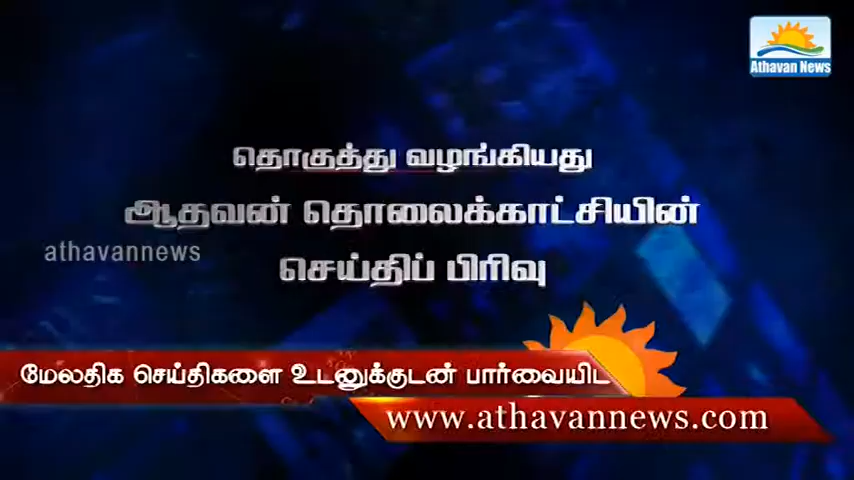 Athavan News
தொகுத்து வழங்கியது
ஆதவன் தொலைக்காட்சியின்
athavannews
செய்திப் பிரிவு
மேலதிக செய்திகளை உடனுக்குடன் பார்வையிட
www.athavannews.com